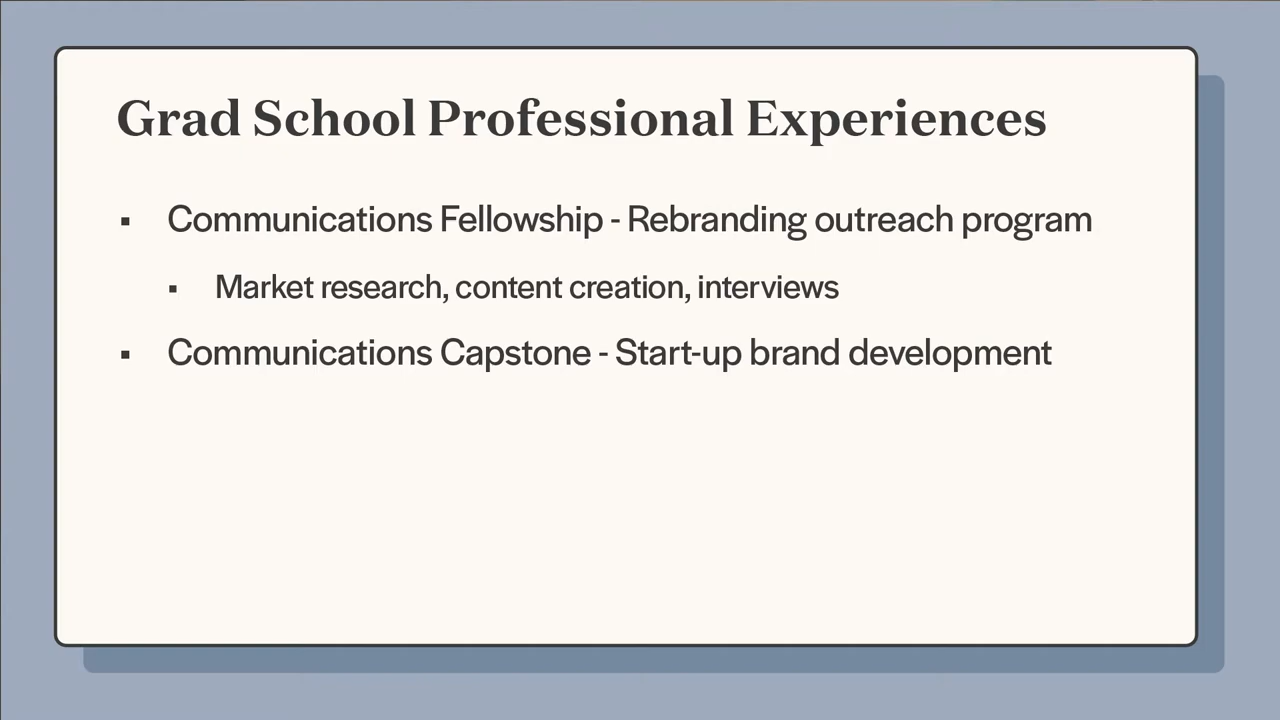 Grad School Professional Experiences
▪ Communications Fellowship - Rebranding outreach program
▪ Market research, content creation, interviews
▪ Communications Capstone - Start-up brand development